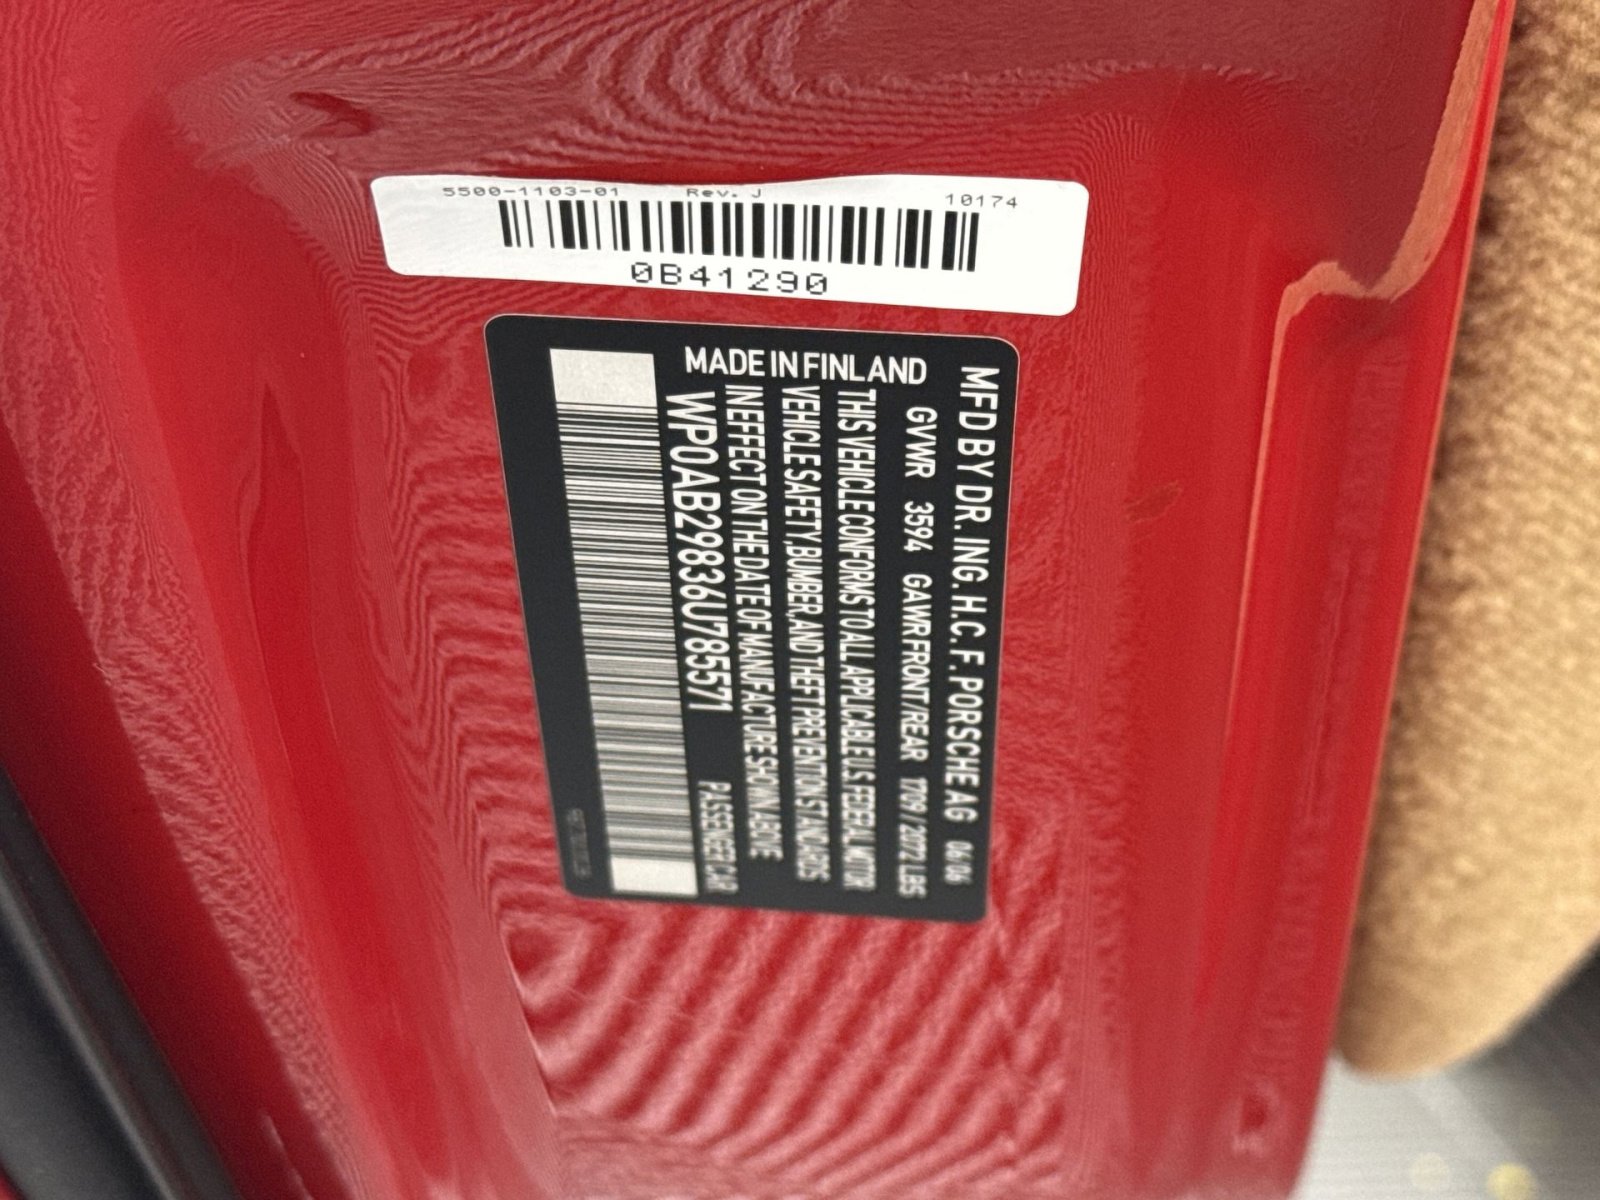 5500-1103-01 Rev. J 10174
0B41290
MFD BY DR. ING. H.C. F. PORSCHE AG 06/06
GVWR 3594 GAWR FRONT/REAR 1709 / 2072 LBS
THIS VEHICLE CONFORMS TO ALL APPLICABLE U.S. FEDERAL MOTOR
VEHICLE SAFETY, BUMBER, AND THEFT PREVENTION STANDARDS
IN EFFECT ON THE DATE OF MANUFACTURE SHOWN ABOVE
WP0AB29836U785571 PASSENGER CAR
MADE IN FINLAND